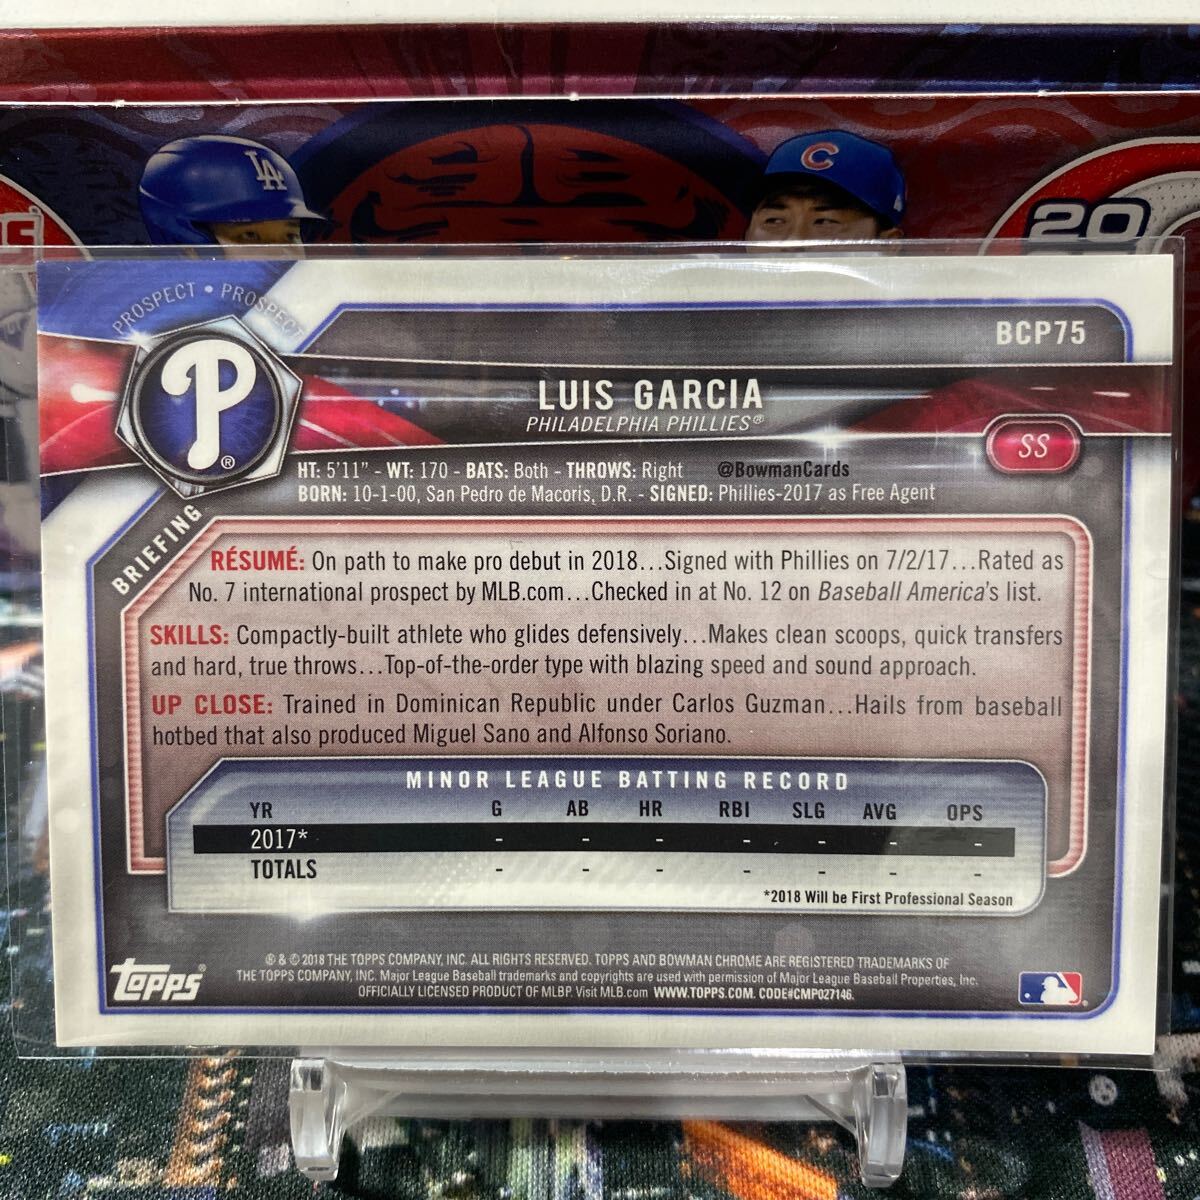 LA
C
20
PROSPECT • PROSPECT
P®
BCP75
LUIS GARCIA
PHILADELPHIA PHILLIES®
SS
HT: 5'11" - WT: 170 - BATS: Both - THROWS: Right @BowmanCards
BORN: 10-1-00, San Pedro de Macoris, D.R. - SIGNED: Phillies-2017 as Free Agent
BRIEFING
RÉSUMÉ: On path to make pro debut in 2018...Signed with Phillies on 7/2/17...Rated as
No. 7 international prospect by MLB.com...Checked in at No. 12 on Baseball America's list.
SKILLS: Compactly-built athlete who glides defensively...Makes clean scoops, quick transfers
and hard, true throws...Top-of-the-order type with blazing speed and sound approach.
UP CLOSE: Trained in Dominican Republic under Carlos Guzman...Hails from baseball
hotbed that also produced Miguel Sano and Alfonso Soriano.
MINOR LEAGUE BATTING RECORD
YR G AB HR RBI SLG AVG OPS
2017* - - - - - - -
TOTALS - - - - - - -
*2018 Will be First Professional Season
topps®
® & © 2018 THE TOPPS COMPANY, INC. ALL RIGHTS RESERVED. TOPPS AND BOWMAN CHROME ARE REGISTERED TRADEMARKS OF
THE TOPPS COMPANY, INC. Major League Baseball trademarks and copyrights are used with permission of Major League Baseball Properties, Inc.
OFFICIALLY LICENSED PRODUCT OF MLBP. Visit MLB.com WWW.TOPPS.COM. CODE#CMP027146.